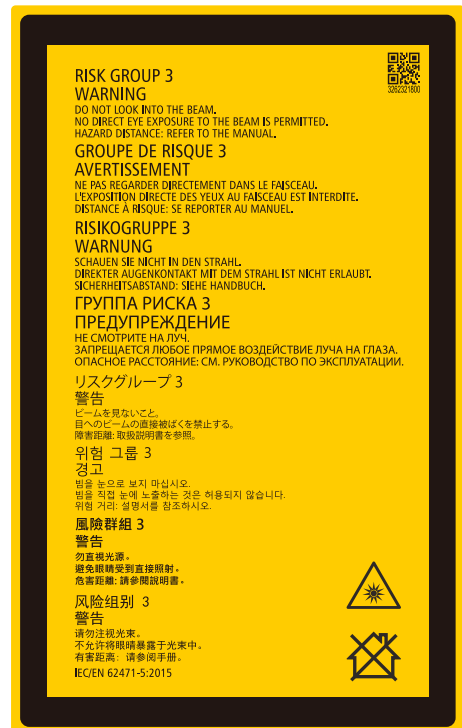 RISK GROUP 3
WARNING
DO NOT LOOK INTO THE BEAM.
NO DIRECT EYE EXPOSURE TO THE BEAM IS PERMITTED.
HAZARD DISTANCE: REFER TO THE MANUAL.
3262321800
GROUPE DE RISQUE 3
AVERTISSEMENT
NE PAS REGARDER DIRECTEMENT DANS LE FAISCEAU.
L'EXPOSITION DIRECTE DES YEUX AU FAISCEAU EST INTERDITE.
DISTANCE À RISQUE: SE REPORTER AU MANUEL.
RISIKOGRUPPE 3
WARNUNG
SCHAUEN SIE NICHT IN DEN STRAHL.
DIREKTER AUGENKONTAKT MIT DEM STRAHL IST NICHT ERLAUBT.
SICHERHEITSABSTAND: SIEHE HANDBUCH.
ГРУППА РИСКА 3
ПРЕДУПРЕЖДЕНИЕ
НЕ СМОТРИТЕ НА ЛУЧ.
ЗАПРЕЩАЕТСЯ ЛЮБОЕ ПРЯМОЕ ВОЗДЕЙСТВИЕ ЛУЧА НА ГЛАЗА.
ОПАСНОЕ РАССТОЯНИЕ: СМ. РУКОВОДСТВО ПО ЭКСПЛУАТАЦИИ.
リスクグループ 3
警告
ビームを見ないこと。
目へのビームの直接被ばくを禁止する。
障害距離: 取扱説明書を参照。
위험 그룹 3
경고
빔을 눈으로 보지 마십시오.
빔을 직접 눈에 노출하는 것은 허용되지 않습니다.
위험 거리: 설명서를 참조하시오.
風險群組 3
警告
勿直視光源。
避免眼睛受到直接照射。
危害距離: 請參閱說明書。
风险组别 3
警告
请勿注视光束。
不允许将眼睛暴露于光束中。
有害距离: 请参阅手册。
IEC/EN 62471-5:2015